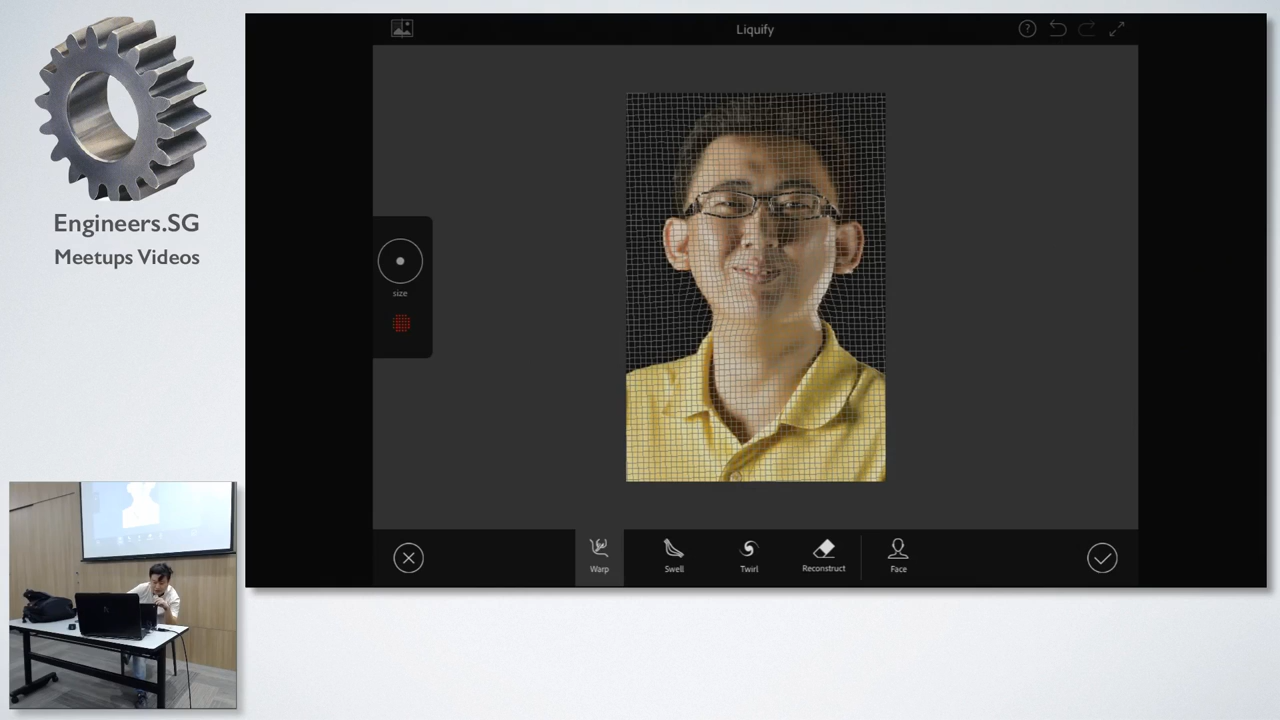 Engineers.SG
Meetups Videos
Liquify
?
size
Warp
Swell
Twirl
Reconstruct
Face